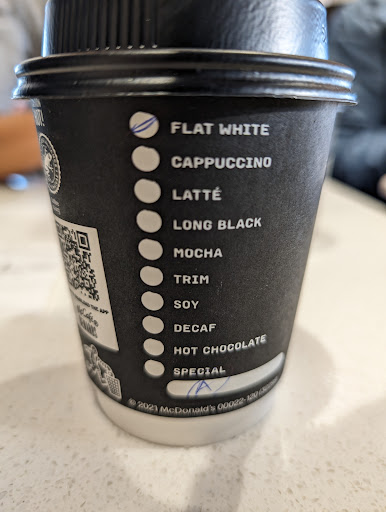 FLAT WHITE
CAPPUCCINO
LATTÉ
LONG BLACK
MOCHA
TRIM
SOY
DECAF
HOT CHOCOLATE
SPECIAL
A
© 2021 McDonald's